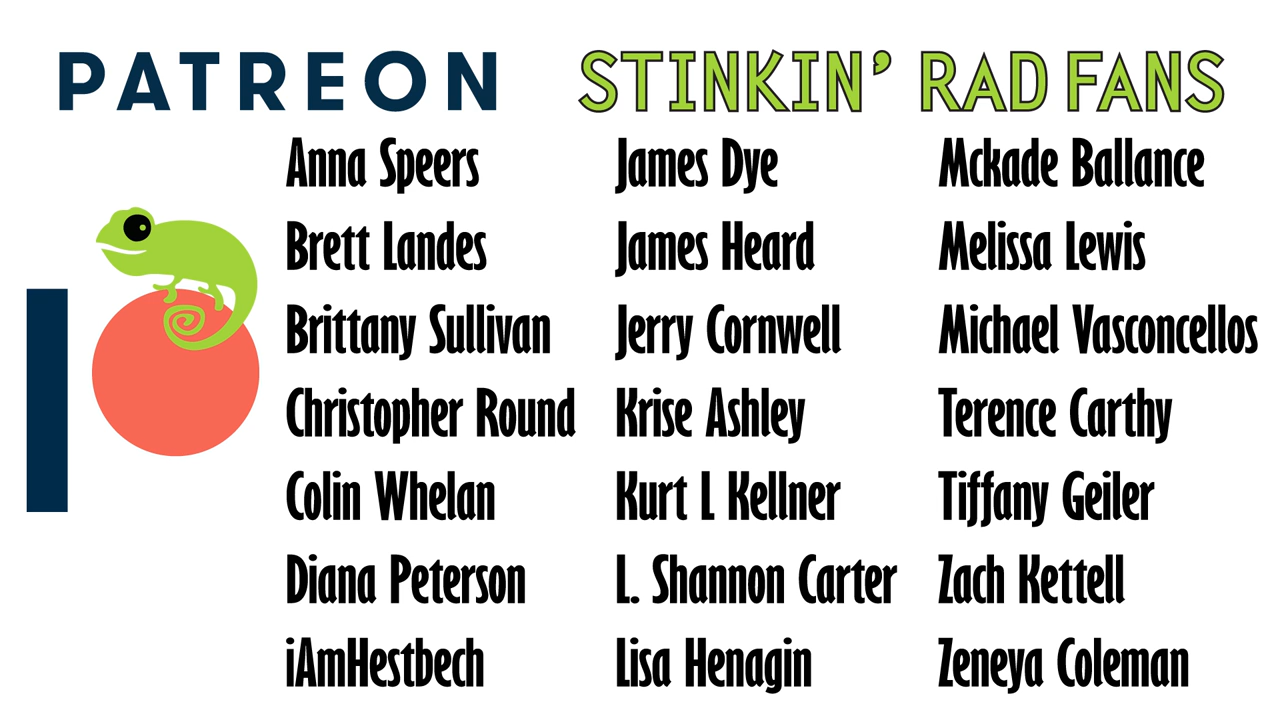 PATREON STINKIN' RAD FANS
Anna Speers
Brett Landes
Brittany Sullivan
Christopher Round
Colin Whelan
Diana Peterson
iAmHestbech
James Dye
James Heard
Jerry Cornwell
Krise Ashley
Kurt L Kellner
L. Shannon Carter
Lisa Henagin
Mckade Ballance
Melissa Lewis
Michael Vasconcellos
Terence Carthy
Tiffany Geiler
Zach Kettell
Zeneya Coleman